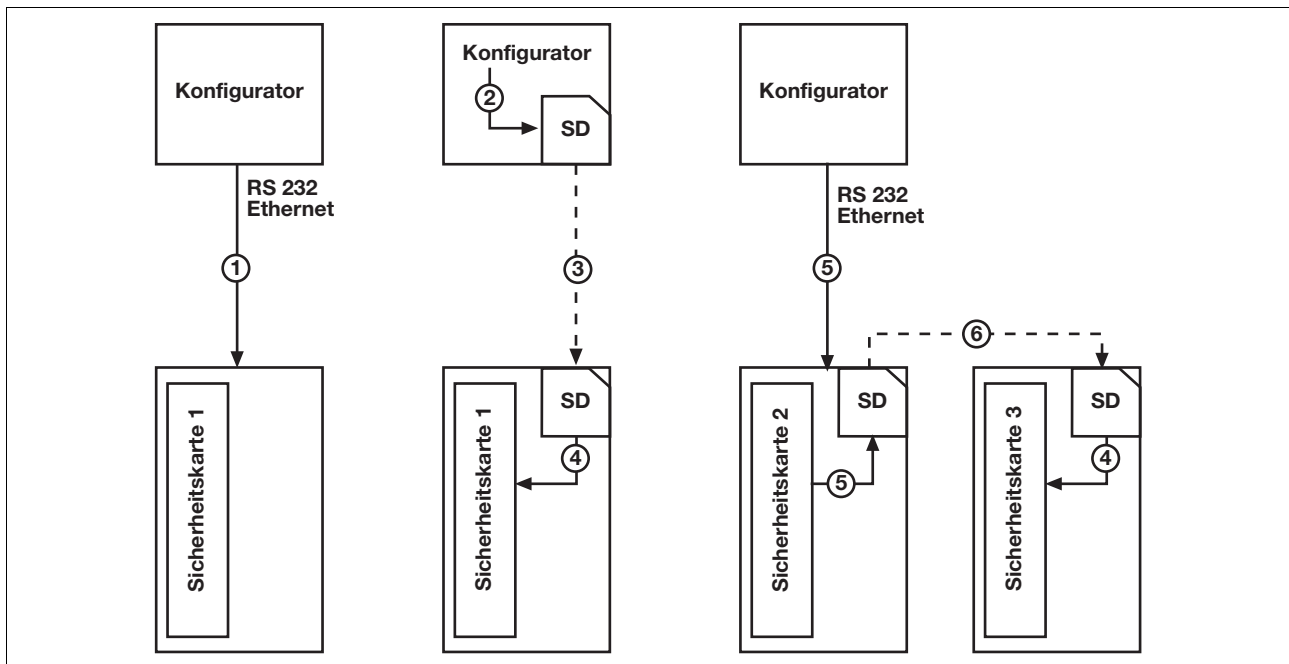 Konfigurator
RS 232
Ethernet
1
Sicherheitskarte 1
Konfigurator
2
SD
3
SD
4
Sicherheitskarte 1
Konfigurator
RS 232
Ethernet
5
6
SD
5
Sicherheitskarte 2
SD
4
Sicherheitskarte 3